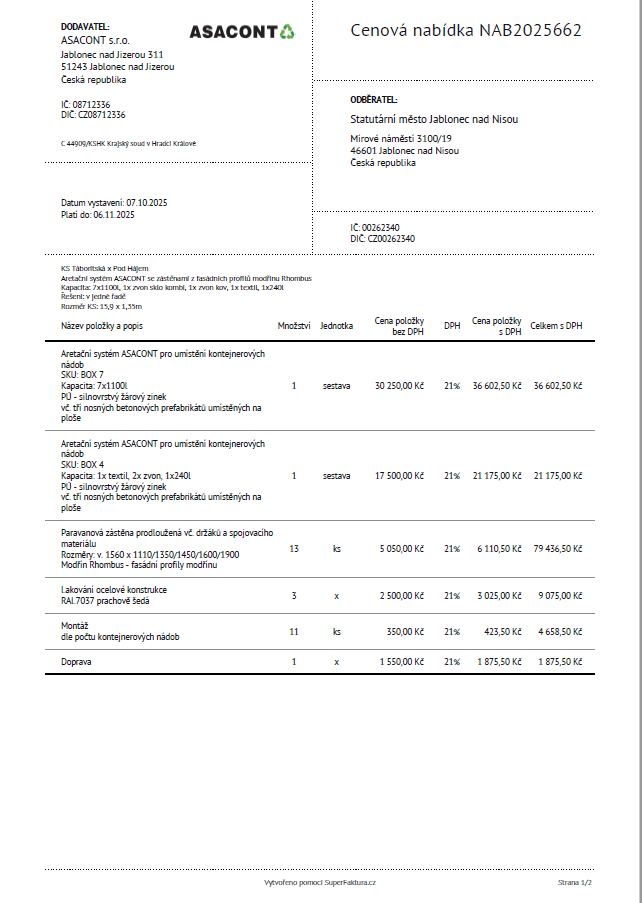 DODAVATEL:
ASACONT s.r.o.
Jablonec nad Jizerou 311
51243 Jablonec nad Jizerou
Česká republika
IČ: 08712336
DIČ: CZ08712336
C 44909/KSHK Krajský soud v Hradci Králové
ASACONT
Datum vystavení: 07.10.2025
Platí do: 06.11.2025
Cenová nabídka NAB2025662
ODBĚRATEL:
Statutární město Jablonec nad Nisou
Mírové náměstí 3100/19
46601 Jablonec nad Nisou
Česká republika
IČ: 00262340
DIČ: CZ00262340
KS Táboritská x Pod Hájem
Aretační systém ASACONT se zástěnami z fasádních profilů modřínu Rhombus
Kapacita: 7x1100l, 1x zvon sklo kombi, 1x zvon kov, 1x textil, 1x240l
Řešení: v jedné řadě
Rozměr KS: 15,9 x 1,35m
Název položky a popis Množství Jednotka Cena položky bez DPH DPH Cena položky s DPH Celkem s DPH
Aretační systém ASACONT pro umístění kontejnerových
nádob
SKU: BOX 7
Kapacita: 7x1100l
PÚ - silnovrstvý žárový zinek
vč. tří nosných betonových prefabrikátů umístěných na
ploše
1 sestava 30 250,00 Kč 21% 36 602,50 Kč 36 602,50 Kč
Aretační systém ASACONT pro umístění kontejnerových
nádob
SKU: BOX 4
Kapacita: 1x textil, 2x zvon, 1x240l
PÚ - silnovrstvý žárový zinek
vč. tří nosných betonových prefabrikátů umístěných na
ploše
1 sestava 17 500,00 Kč 21% 21 175,00 Kč 21 175,00 Kč
Paravanová zástěna prodloužená vč. držáků a spojovacího
materiálu
Rozměry: v. 1560 x 1110/1350/1450/1600/1900
Modřín Rhombus - fasádní profily modřínu
13 ks 5 050,00 Kč 21% 6 110,50 Kč 79 436,50 Kč
Lakování ocelové konstrukce
RAL7037 prachově šedá
3 x 2 500,00 Kč 21% 3 025,00 Kč 9 075,00 Kč
Montáž
dle počtu kontejnerových nádob
11 ks 350,00 Kč 21% 423,50 Kč 4 658,50 Kč
Doprava 1 x 1 550,00 Kč 21% 1 875,50 Kč 1 875,50 Kč
Vytvořeno pomocí SuperFaktura.cz
Strana 1/2